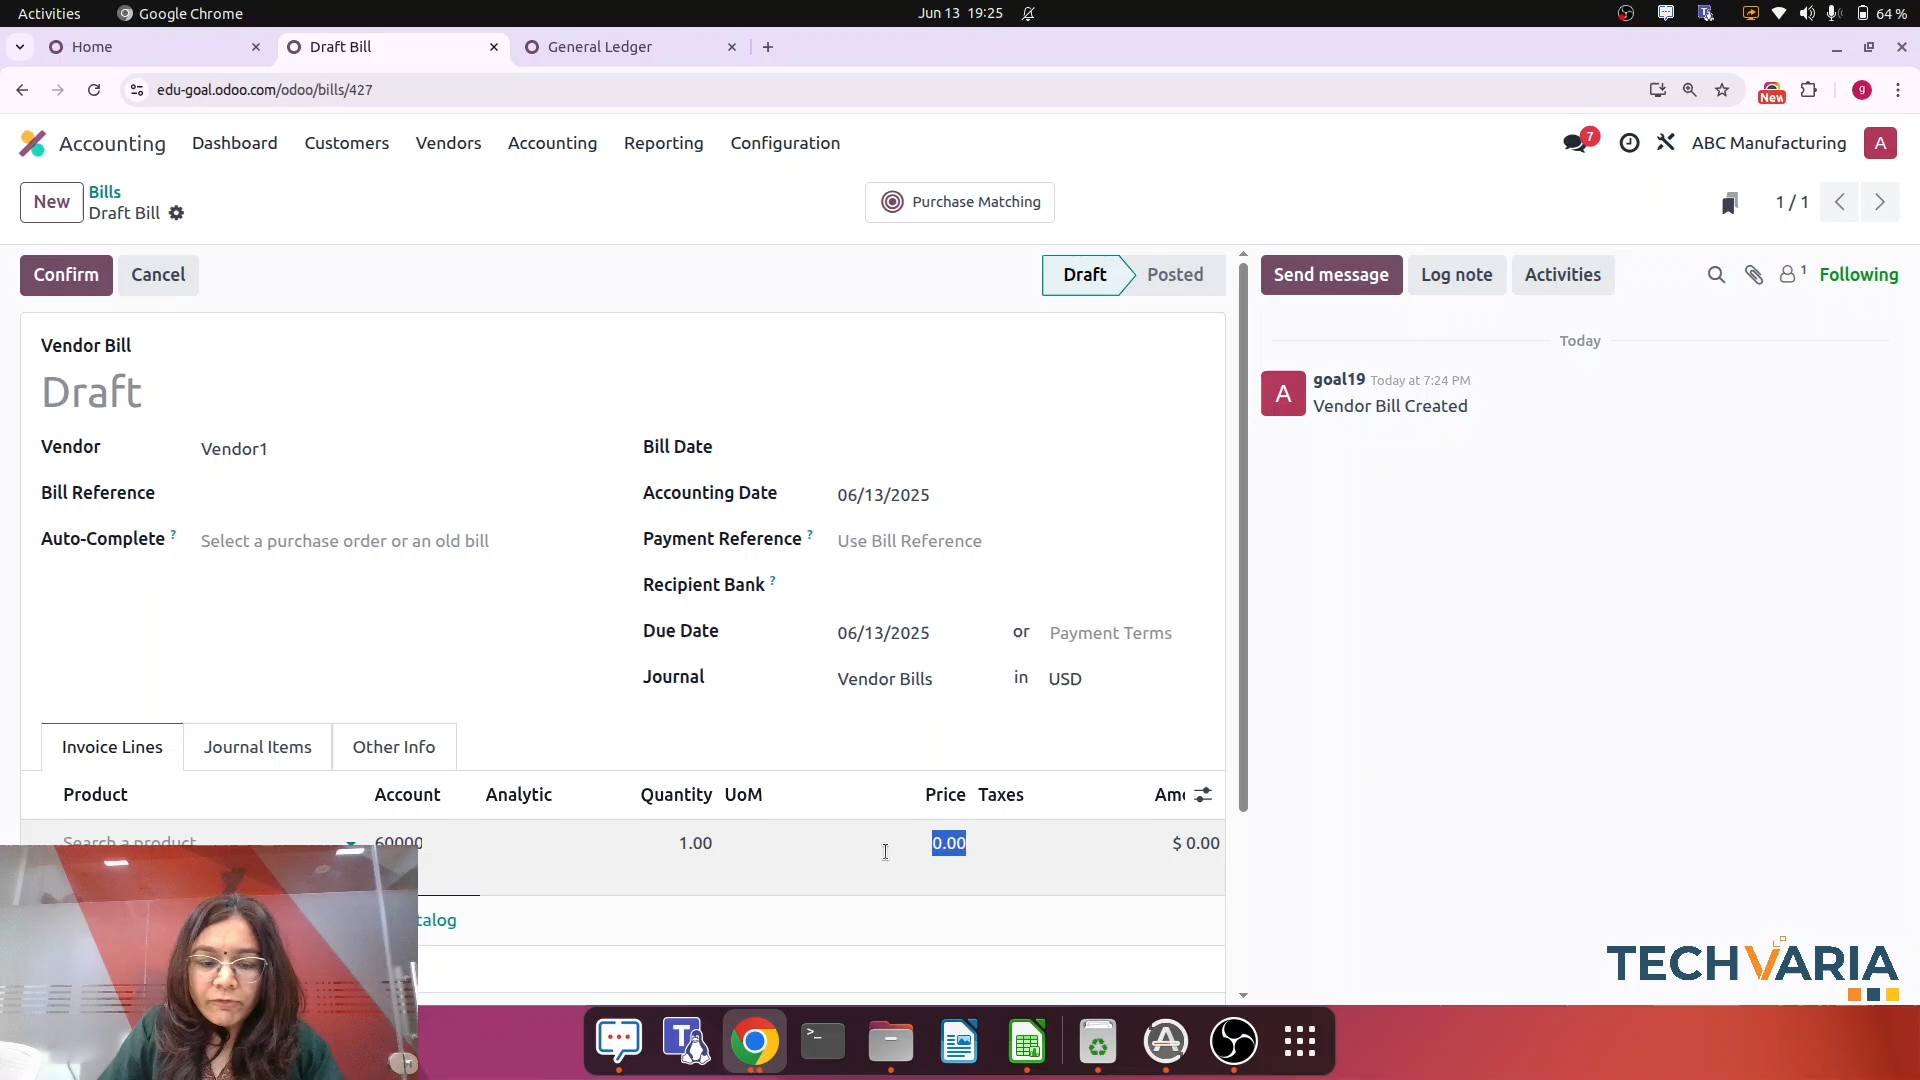 Activities
Google Chrome
Jun 13 19:25
64 %
Home
Draft Bill
General Ledger
edu-goal.odoo.com/odoo/bills/427
New
g
Accounting
Dashboard
Customers
Vendors
Accounting
Reporting
Configuration
7
ABC Manufacturing
A
New
Bills
Draft Bill
Purchase Matching
1 / 1
Confirm
Cancel
Draft
Posted
Send message
Log note
Activities
1
Following
Vendor Bill
Draft
Today
A
goal19
Today at 7:24 PM
Vendor Bill Created
Vendor
Vendor1
Bill Date
Bill Reference
Accounting Date
06/13/2025
Auto-Complete ?
Select a purchase order or an old bill
Payment Reference ?
Use Bill Reference
Recipient Bank ?
Due Date
06/13/2025
or
Payment Terms
Journal
Vendor Bills
in
USD
Invoice Lines
Journal Items
Other Info
Product
Account
Analytic
Quantity
UoM
Price
Taxes
Am
Search a product
60000
1.00
0.00
$ 0.00
talog
TECHVARIA